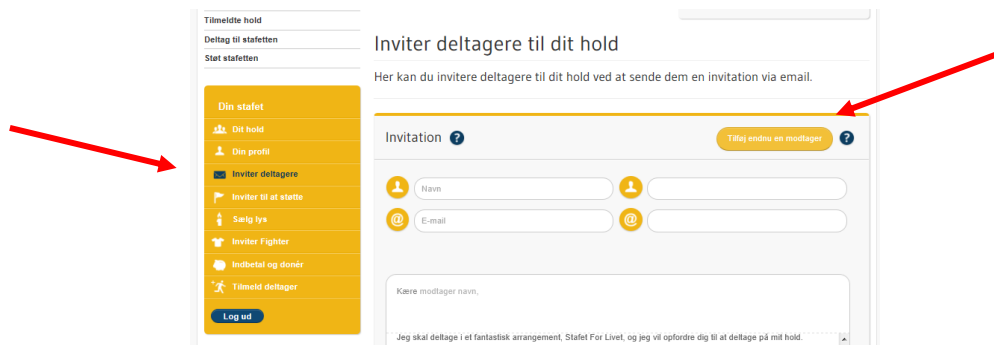 Tilmeldte hold
Deltag til stafetten
Støt stafetten
Din stafet
Dit hold
Din profil
Inviter deltagere
Inviter til at støtte
Sælg lys
Inviter Fighter
Indbetal og donér
Tilmeld deltager
Log ud
Inviter deltagere til dit hold
Her kan du invitere deltagere til dit hold ved at sende dem en invitation via email.
Invitation ?
Tilføj endnu en modtager ?
Navn
@ E-mail @
Kære modtager navn,
Jeg skal deltage i et fantastisk arrangement, Stafet For Livet, og jeg vil opfordre dig til at deltage på mit hold.